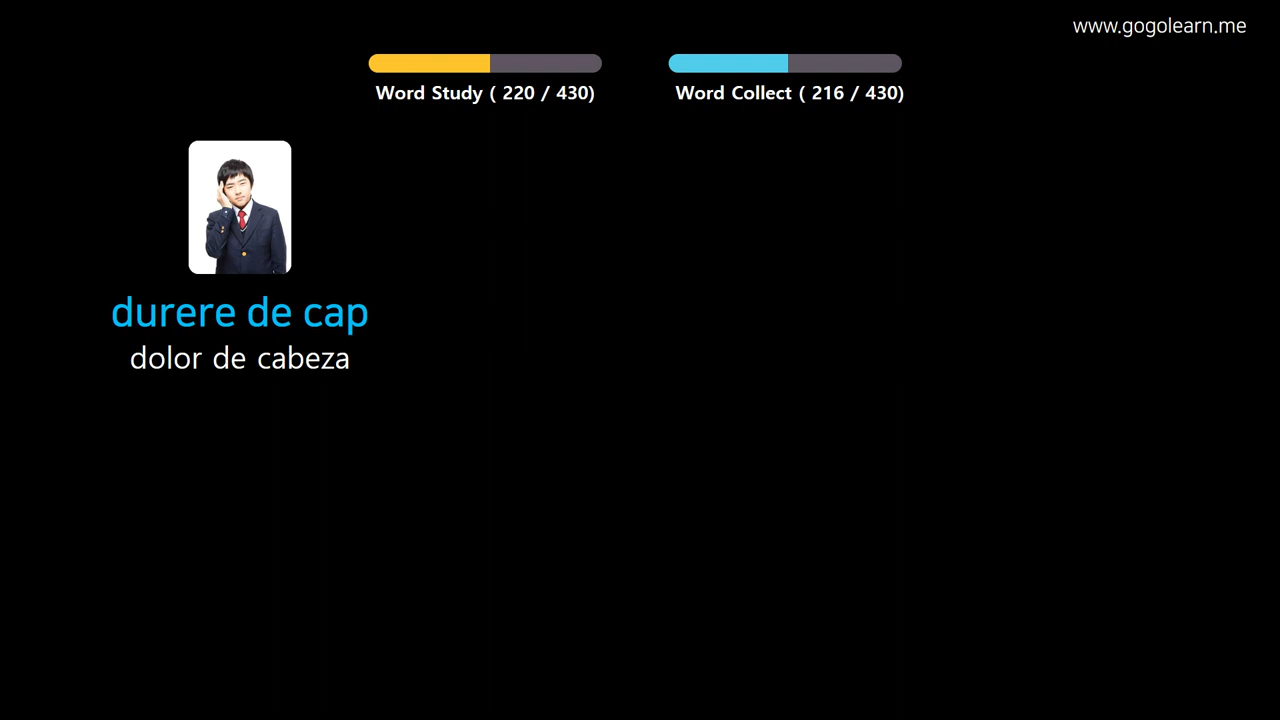 www.gogolearn.me
Word Study ( 220 / 430)
Word Collect ( 216 / 430)
durere de cap
dolor de cabeza